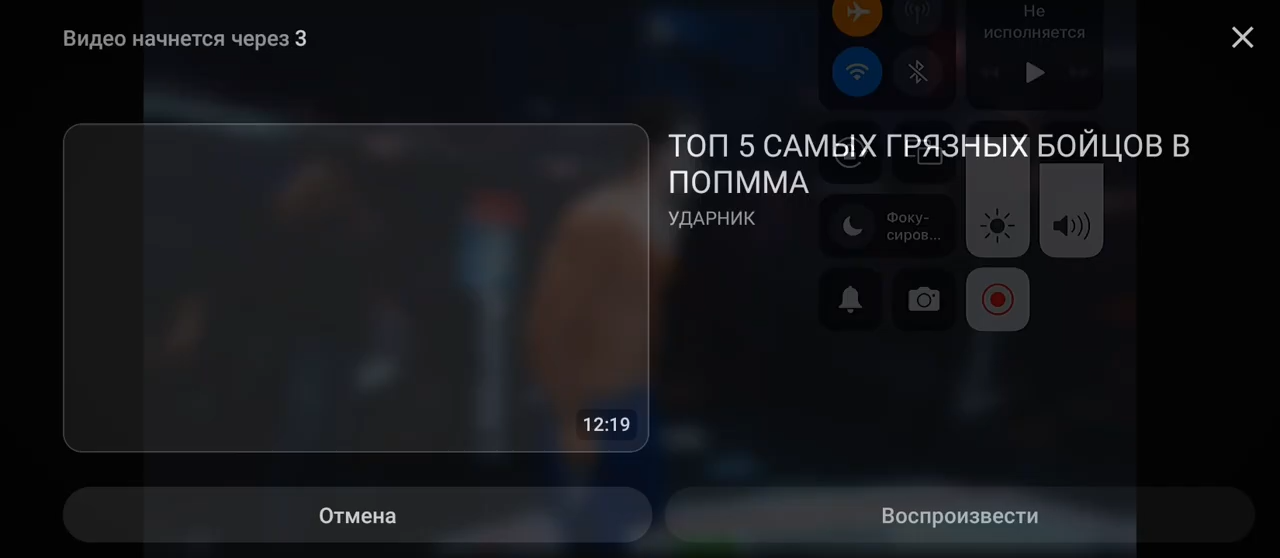 Видео начнется через 3
Не
исполняется
ТОП 5 САМЫХ ГРЯЗНЫХ БОЙЦОВ В
ПОПММА
УДАРНИК
Фоку-
сиров...
12:19
Отмена
Воспроизвести